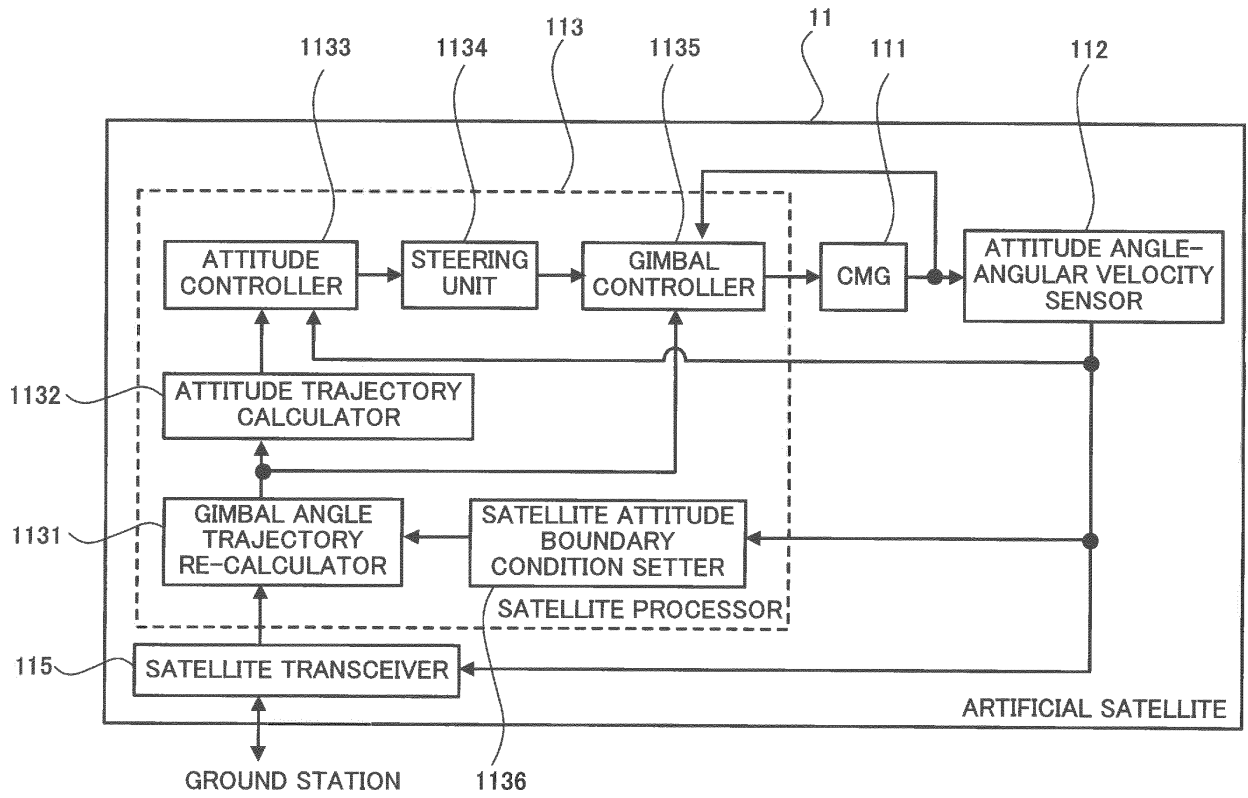 11
113
1133
1134
1135
111
112
ATTITUDE
CONTROLLER
STEERING
UNIT
GIMBAL
CONTROLLER
CMG
ATTITUDE ANGLE-
ANGULAR VELOCITY
SENSOR
1132
ATTITUDE TRAJECTORY
CALCULATOR
1131
GIMBAL ANGLE
TRAJECTORY
RE-CALCULATOR
SATELLITE ATTITUDE
BOUNDARY
CONDITION SETTER
SATELLITE PROCESSOR
115
SATELLITE TRANSCEIVER
ARTIFICIAL SATELLITE
GROUND STATION
1136